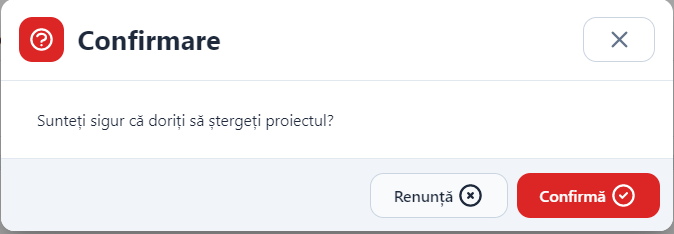 Confirmare
Sunteți sigur că doriți să ștergeți proiectul?
Renunță
Confirmă